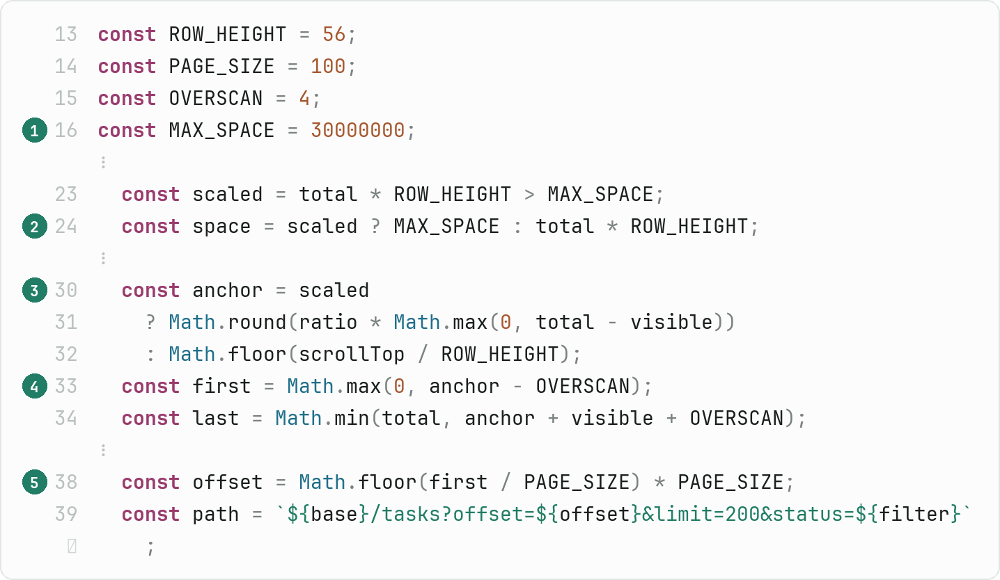 13 const ROW_HEIGHT = 56;
14 const PAGE_SIZE = 100;
15 const OVERSCAN = 4;
1 16 const MAX_SPACE = 30000000;
⋮
23 const scaled = total * ROW_HEIGHT > MAX_SPACE;
2 24 const space = scaled ? MAX_SPACE : total * ROW_HEIGHT;
⋮
3 30 const anchor = scaled
31 ? Math.round(ratio * Math.max(0, total - visible))
32 : Math.floor(scrollTop / ROW_HEIGHT);
4 33 const first = Math.max(0, anchor - OVERSCAN);
34 const last = Math.min(total, anchor + visible + OVERSCAN);
⋮
5 38 const offset = Math.floor(first / PAGE_SIZE) * PAGE_SIZE;
39 const path = `${base}/tasks?offset=${offset}&limit=200&status=${filter}`
;